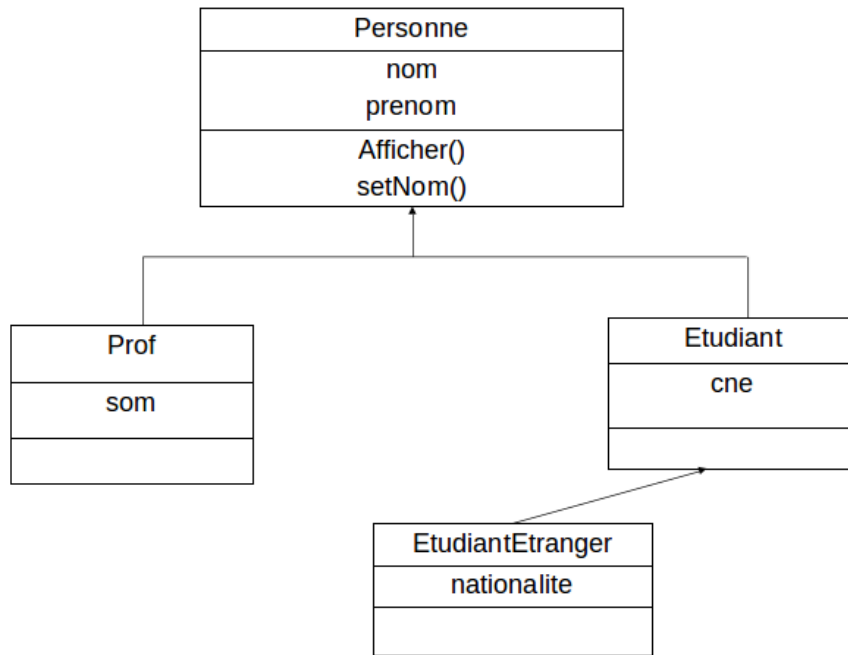 Personne
nom
prenom
Afficher()
setNom()
Prof
som
Etudiant
cne
EtudiantEtranger
nationalite